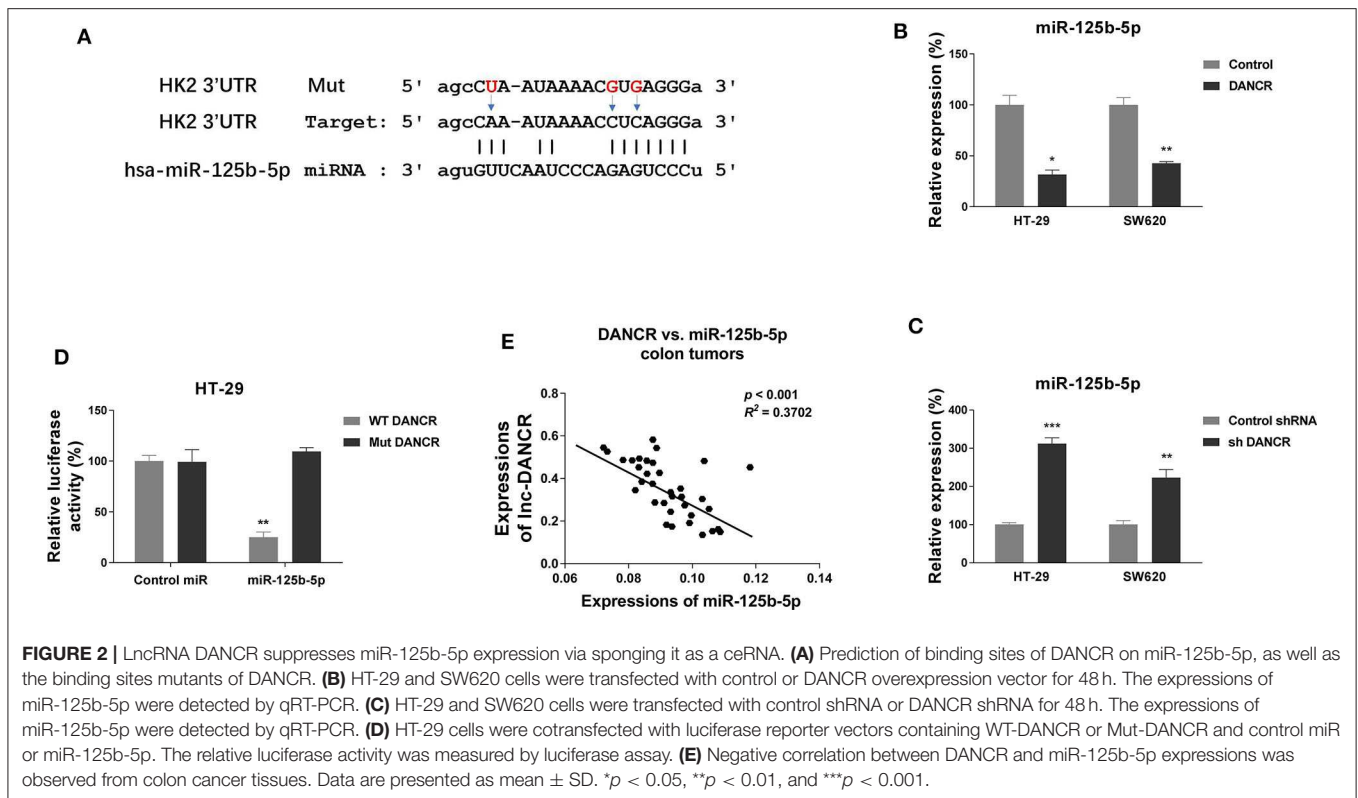 A
HK2 3'UTR Mut 5' agcCUA-AUAAAACGUGAGGGa 3'
HK2 3'UTR Target: 5' agcCAA-AUAAAACCUCAGGGa 3'
hsa-miR-125b-5p miRNA : 3' aguGUUCAAUCCCAGAGUCCCu 5'
B
miR-125b-5p
Relative expression (%)
150
100
50
0
HT-29 SW620
Control
DANCR
* **
D
HT-29
Relative luciferase
activity (%)
150
100
50
0
Control miR miR-125b-5p
WT DANCR
Mut DANCR
**
E
DANCR vs. miR-125b-5p
colon tumors
p < 0.001
R² = 0.3702
Expressions
of lnc-DANCR
0.8
0.6
0.4
0.2
0.0
0.06 0.08 0.10 0.12 0.14
Expressions of miR-125b-5p
C
miR-125b-5p
Relative expression (%)
400
300
200
100
0
HT-29 SW620
Control shRNA
sh DANCR
*** **
FIGURE 2 | LncRNA DANCR suppresses miR-125b-5p expression via sponging it as a ceRNA. (A) Prediction of binding sites of DANCR on miR-125b-5p, as well as
the binding sites mutants of DANCR. (B) HT-29 and SW620 cells were transfected with control or DANCR overexpression vector for 48 h. The expressions of
miR-125b-5p were detected by qRT-PCR. (C) HT-29 and SW620 cells were transfected with control shRNA or DANCR shRNA for 48 h. The expressions of
miR-125b-5p were detected by qRT-PCR. (D) HT-29 cells were cotransfected with luciferase reporter vectors containing WT-DANCR or Mut-DANCR and control miR
or miR-125b-5p. The relative luciferase activity was measured by luciferase assay. (E) Negative correlation between DANCR and miR-125b-5p expressions was
observed from colon cancer tissues. Data are presented as mean ± SD. *p < 0.05, **p < 0.01, and ***p < 0.001.